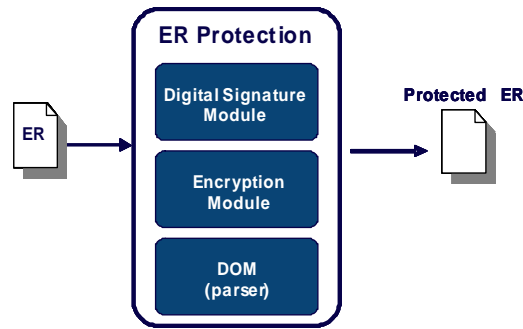 ER Protection
Digital Signature
Module
Protected ER
ER
Encryption
Module
DOM
(parser)